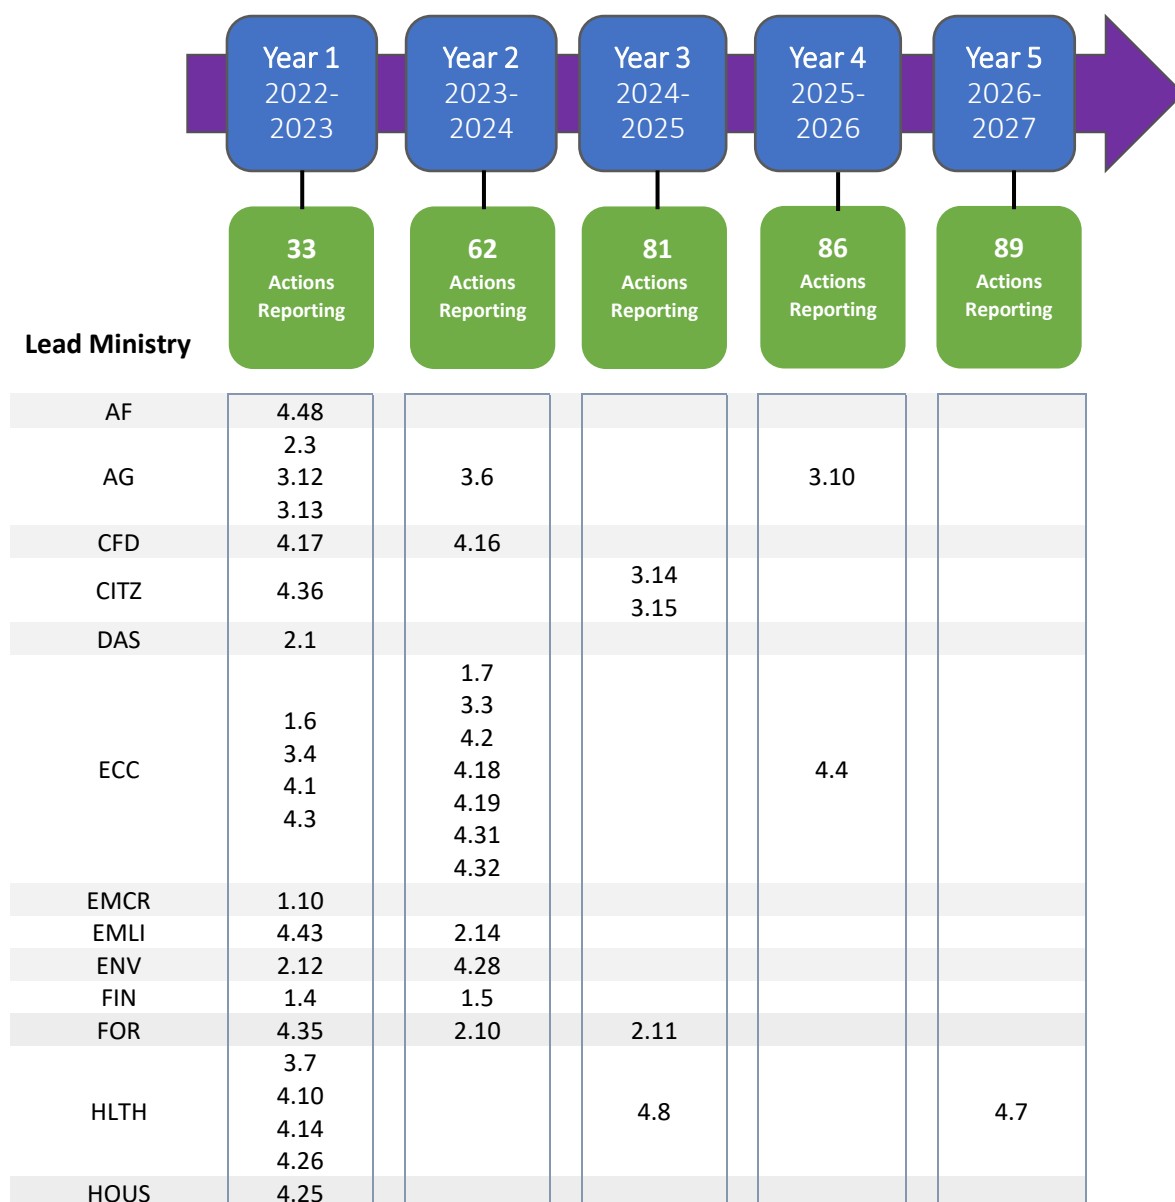 Year 1
2022-
2023
Year 2
2023-
2024
Year 3
2024-
2025
Year 4
2025-
2026
Year 5
2026-
2027
33
Actions
Reporting
62
Actions
Reporting
81
Actions
Reporting
86
Actions
Reporting
89
Actions
Reporting
Lead Ministry
AF 4.48
AG
2.3
3.12
3.13
3.6
3.10
CFD 4.17 4.16
CITZ 4.36
3.14
3.15
DAS 2.1
ECC
1.6
3.4
4.1
4.3
1.7
3.3
4.2
4.18
4.19
4.31
4.32
4.4
EMCR 1.10
EMLI 4.43 2.14
ENV 2.12 4.28
FIN 1.4 1.5
FOR 4.35 2.10 2.11
HLTH
3.7
4.10
4.14
4.26
4.8
4.7
HOUS 4.25